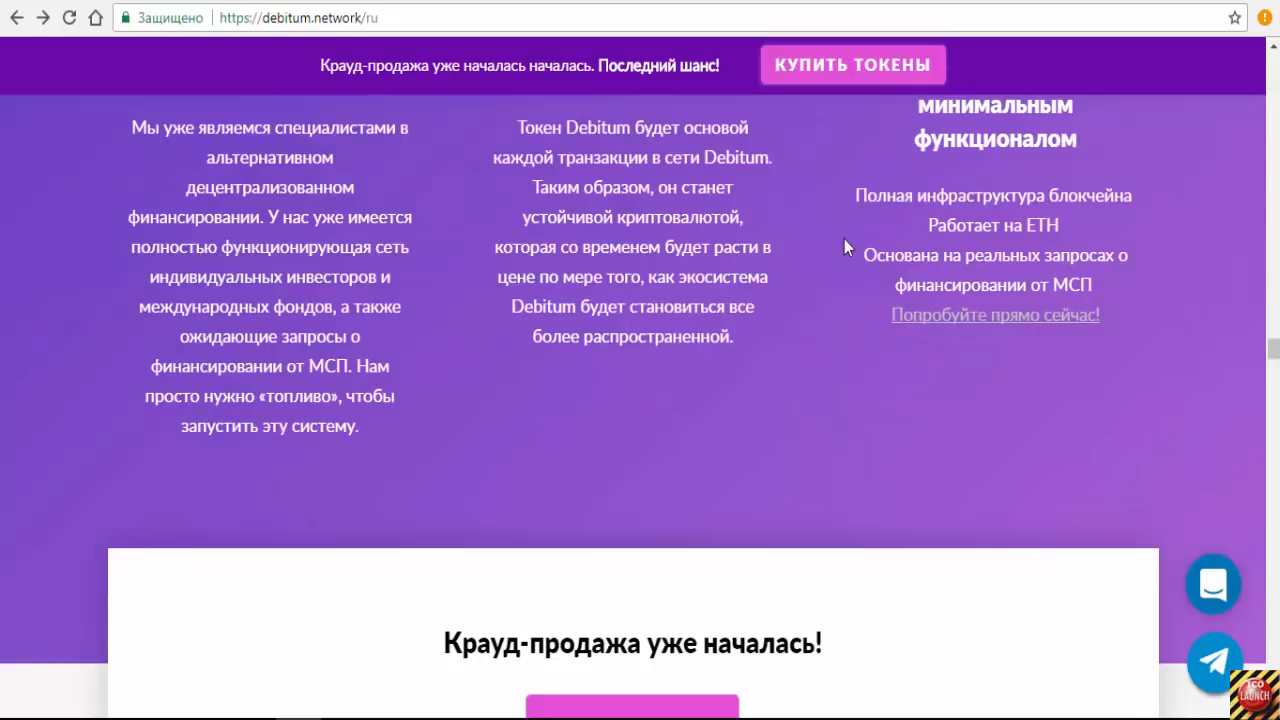 Защищено
https://debitum.network/ru
Крауд-продажа уже началась началась. Последний шанс!
КУПИТЬ ТОКЕНЫ
Мы уже являемся специалистами в
альтернативном
децентрализованном
финансировании. У нас уже имеется
полностью функционирующая сеть
индивидуальных инвесторов и
международных фондов, а также
ожидающие запросы о
финансировании от МСП. Нам
просто нужно «топливо», чтобы
запустить эту систему.
Токен Debitum будет основой
каждой транзакции в сети Debitum.
Таким образом, он станет
устойчивой криптовалютой,
которая со временем будет расти в
цене по мере того, как экосистема
Debitum будет становиться все
более распространенной.
минимальным
функционалом
Полная инфраструктура блокчейна
Работает на ETH
Основана на реальных запросах о
финансировании от МСП
Попробуйте прямо сейчас!
Крауд-продажа уже началась!
ICO
LAUNCH